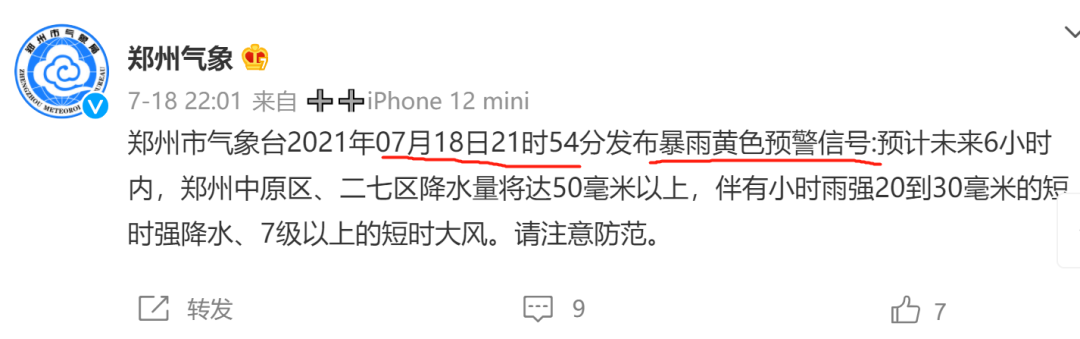 郑州市气象局
ZHENGZHOU METEOROL
REAU
郑州气象
7-18 22:01 来自 ➕➕iPhone 12 mini
郑州市气象台2021年07月18日21时54分发布暴雨黄色预警信号:预计未来6小时
内，郑州中原区、二七区降水量将达50毫米以上，伴有小时雨强20到30毫米的短
时强降水、7级以上的短时大风。请注意防范。
转发
9
7